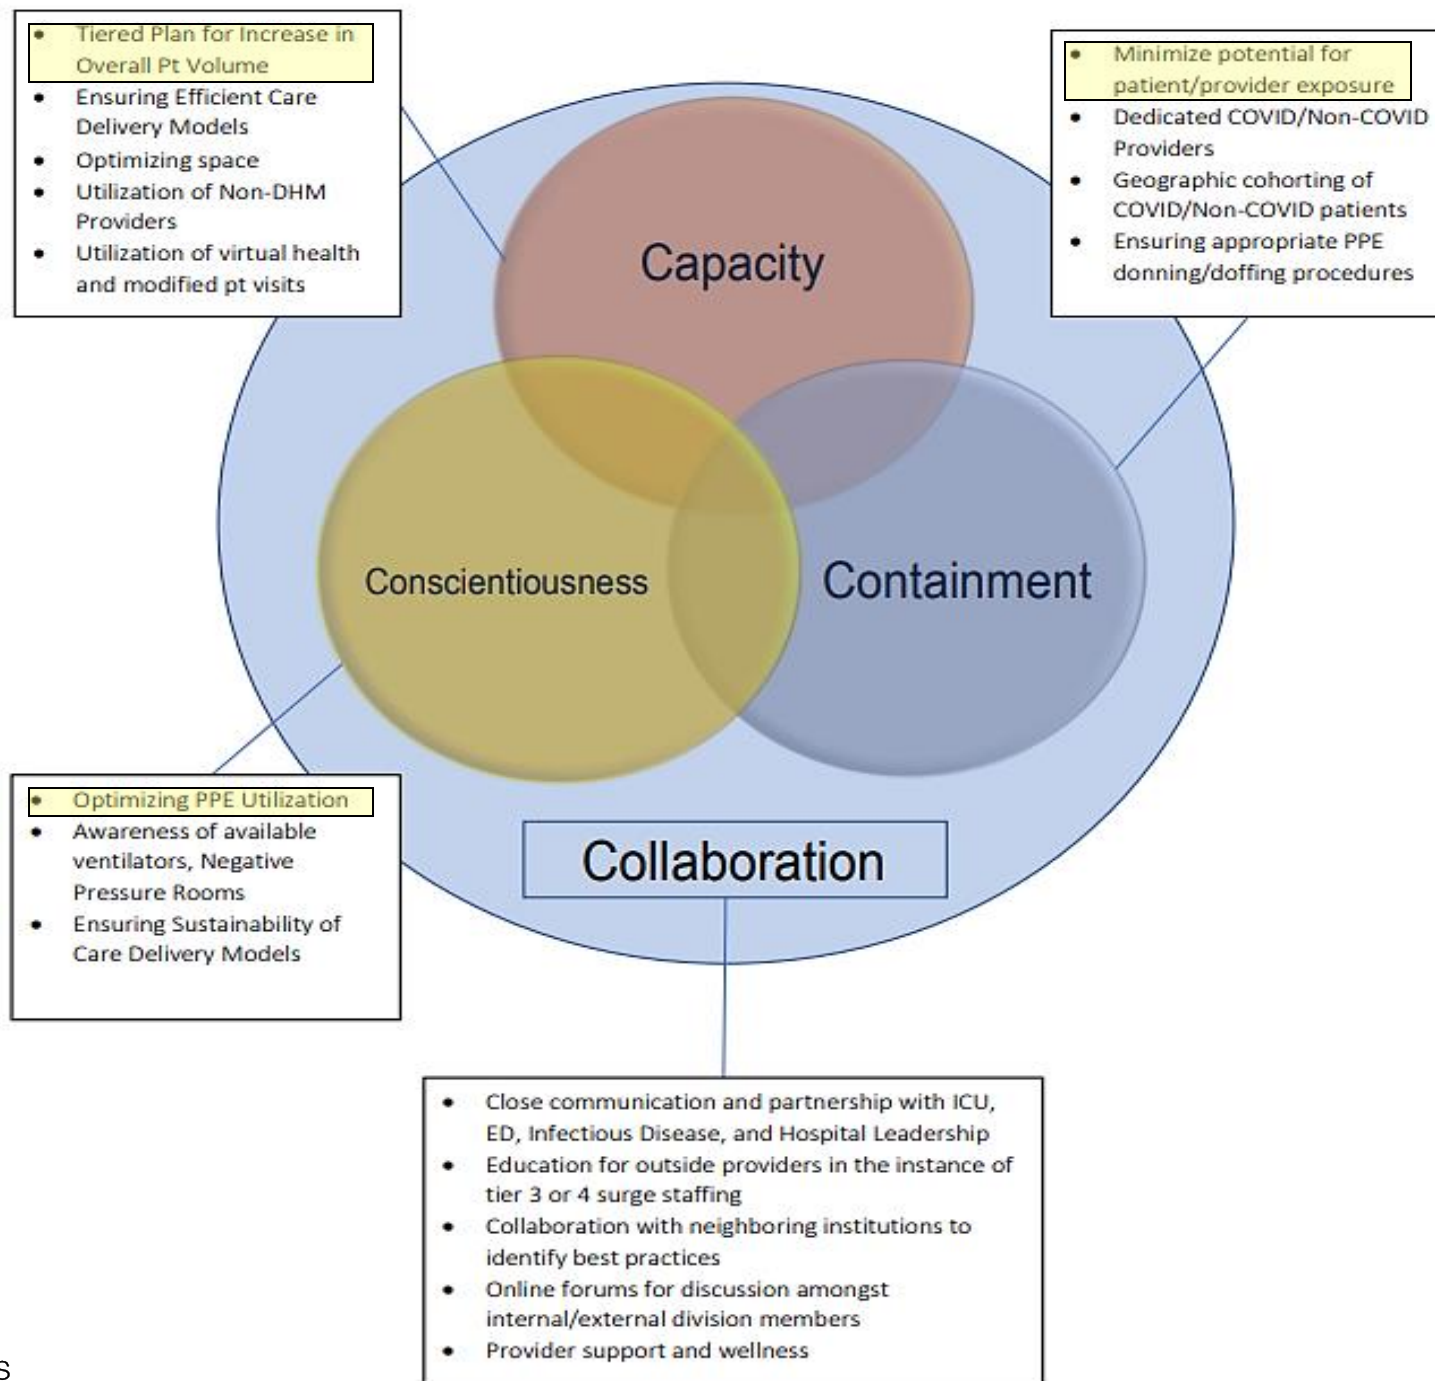 • Tiered Plan for Increase in
Overall Pt Volume
• Ensuring Efficient Care
Delivery Models
• Optimizing space
• Utilization of Non-DHM
Providers
• Utilization of virtual health
and modified pt visits
• Minimize potential for
patient/provider exposure
• Dedicated COVID/Non-COVID
Providers
• Geographic cohorting of
COVID/Non-COVID patients
• Ensuring appropriate PPE
donning/doffing procedures
Capacity
Conscientiousness
Containment
• Optimizing PPE Utilization
• Awareness of available
ventilators, Negative
Pressure Rooms
• Ensuring Sustainability of
Care Delivery Models
Collaboration
• Close communication and partnership with ICU,
ED, Infectious Disease, and Hospital Leadership
• Education for outside providers in the instance of
tier 3 or 4 surge staffing
• Collaboration with neighboring institutions to
identify best practices
• Online forums for discussion amongst
internal/external division members
• Provider support and wellness
s